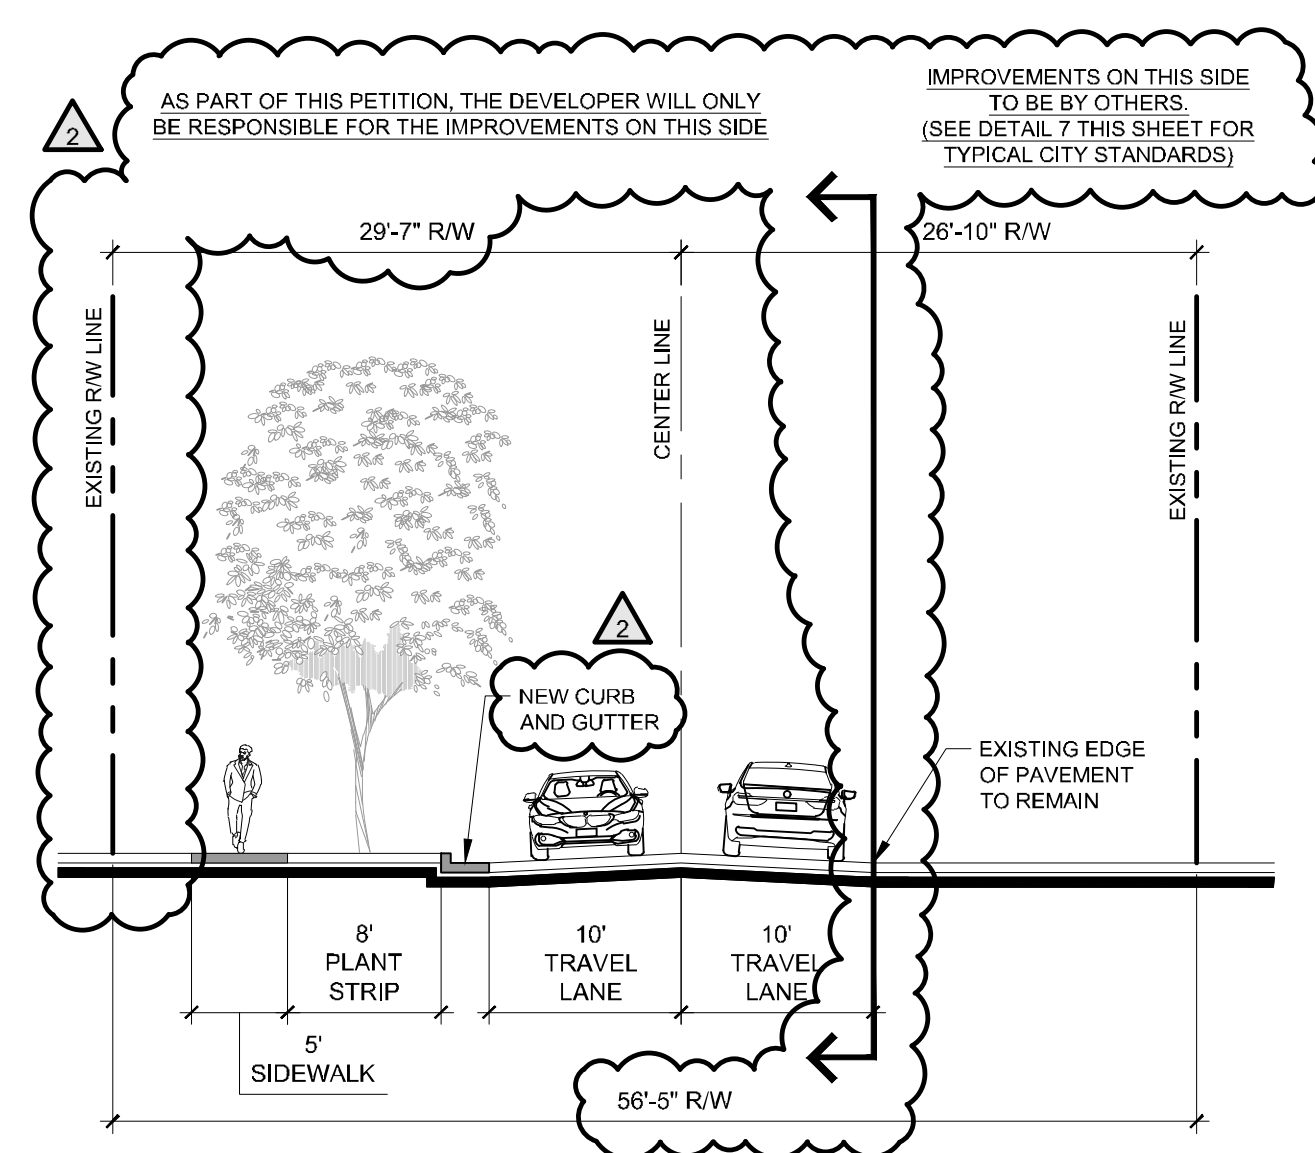 AS PART OF THIS PETITION, THE DEVELOPER WILL ONLY
BE RESPONSIBLE FOR THE IMPROVEMENTS ON THIS SIDE
IMPROVEMENTS ON THIS SIDE
TO BE BY OTHERS.
(SEE DETAIL 7 THIS SHEET FOR
TYPICAL CITY STANDARDS)
2
29'-7" R/W
26'-10" R/W
EXISTING R/W LINE
CENTER LINE
EXISTING R/W LINE
2
NEW CURB
AND GUTTER
EXISTING EDGE
OF PAVEMENT
TO REMAIN
8'
PLANT
STRIP
10'
TRAVEL
LANE
10'
TRAVEL
LANE
5'
SIDEWALK
56'-5" R/W